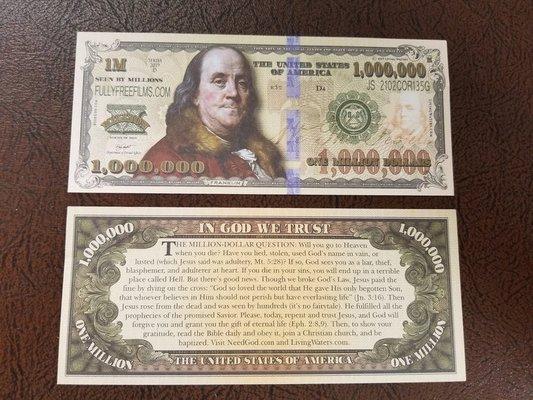 1M
SERIES
THE UNITED STATES
OF AMERICA
1,000,000
SEEN BY MILLIONS
FULLYFREEFILMS.COM
D4
JS 2102CORI35G
1,000,000
FRANKLIN
1,000,000
ONE MILLION DOLLARS
IN GOD WE TRUST
1,000,000
1,000,000
THE MILLION-DOLLAR QUESTION: Will you go to Heaven
when you die? Have you lied, stolen, used God's name in vain, or
lusted (which Jesus said was adultery, Mt. 5:28)? If so, God sees you as a liar, thief,
blasphemer, and adulterer at heart. If you die in your sins, you will end up in a terrible
place called Hell. But there's good news. Though we broke God's Law, Jesus paid the
fine by dying on the cross: "God so loved the world that He gave His only begotten Son,
that whoever believes in Him should not perish but have everlasting life" (Jn. 3:16). Then
Jesus rose from the dead and was seen by hundreds (it's no fairytale). He fulfilled all the
prophecies of the promised Savior. Please, today, repent and trust Jesus, and God will
forgive you and grant you the gift of eternal life (Eph. 2:8,9). Then, to show your
gratitude, read the Bible daily and obey it, join a Christian church, and be
baptized. Visit NeedGod.com and LivingWaters.com.
ONE MILLION
THE UNITED STATES OF AMERICA
ONE MILLION